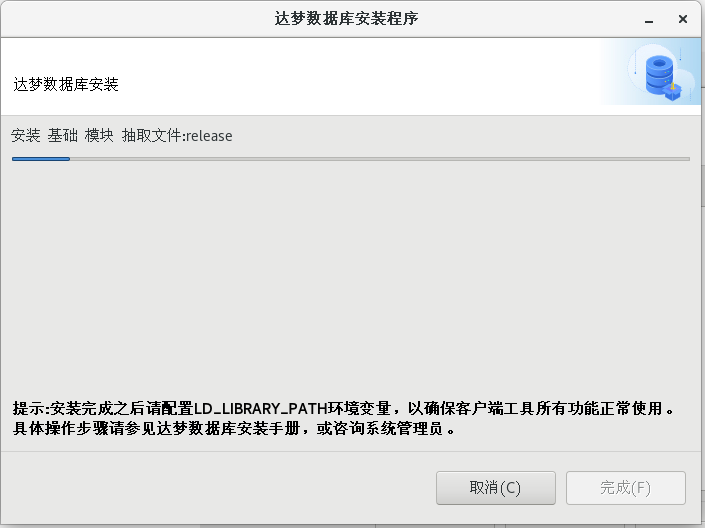 达梦数据库安装程序
达梦数据库安装
安装 基础 模块 抽取文件:release
提示:安装完成之后请配置LD_LIBRARY_PATH环境变量，以确保客户端工具所有功能正常使用。
具体操作步骤请参见达梦数据库安装手册，或咨询系统管理员。
取消(C) 完成(F)